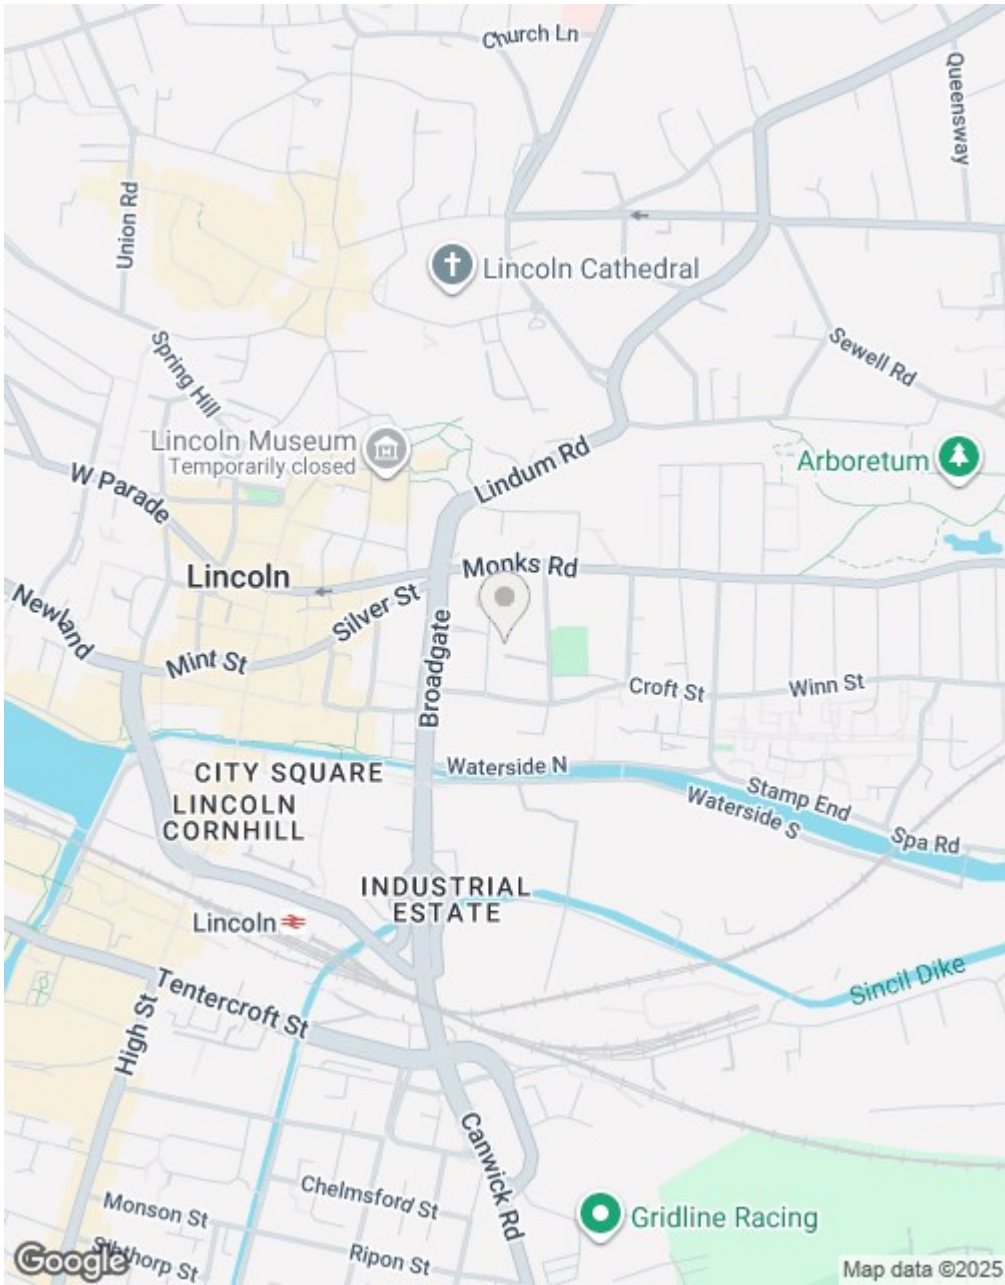 Church Ln
Queensway
Union Rd
Lincoln Cathedral
Spring Hill
Sewell Rd
Lincoln Museum
Temporarily closed
Arboretum
Lindum Rd
W Parade
Monks Rd
Lincoln
Newland
Silver St
Mint St
Broadgate
Croft St
Winn St
Waterside N
CITY SQUARE
LINCOLN
CORNHILL
Stamp End
Waterside S
Spa Rd
INDUSTRIAL
ESTATE
Lincoln
Sincil Dike
Tentercroft St
High St
Canwick Rd
Chelmsford St
Monson St
Gridline Racing
Sibthorp St
Ripon St
Google
Map data ©2025